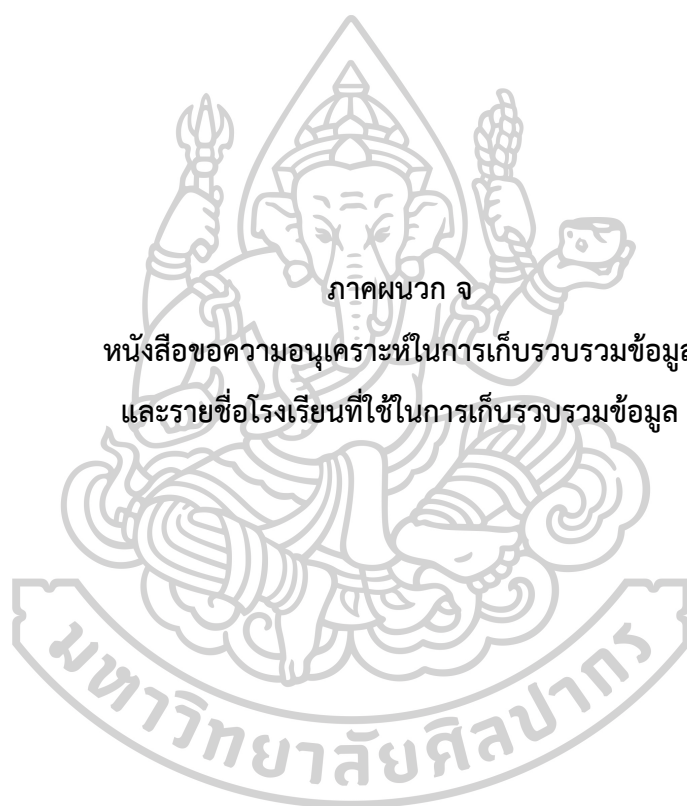 ภาคผนวก จ
หนังสือขอความอนุเคราะห์ในการเก็บรวบรวมข้อมูล
และรายชื่อโรงเรียนที่ใช้ในการเก็บรวบรวมข้อมูล
มหาวิทยาลัยศิลปากร